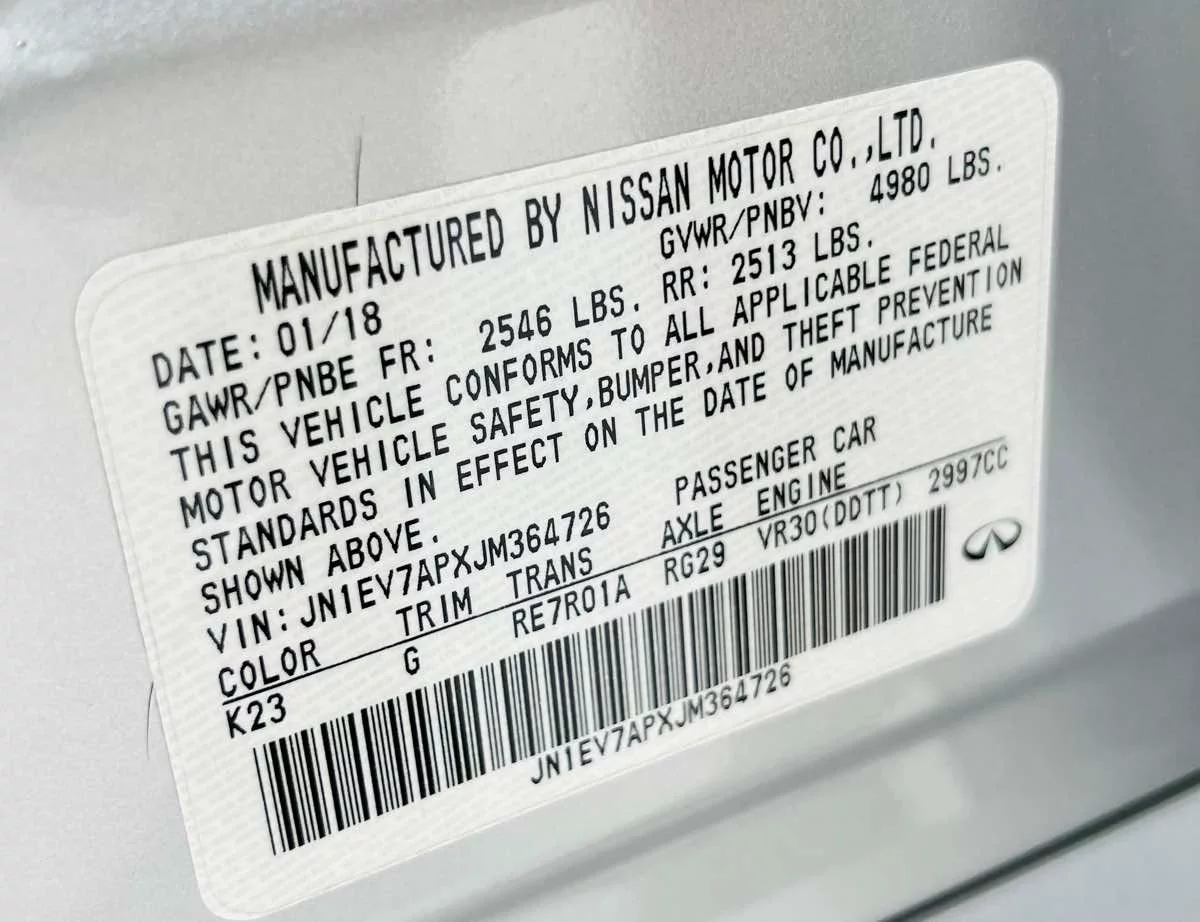 MANUFACTURED BY NISSAN MOTOR CO.,LTD.
DATE: 01/18 GVWR/PNBV: 4980 LBS.
GAWR/PNBE FR: 2546 LBS. RR: 2513 LBS.
THIS VEHICLE CONFORMS TO ALL APPLICABLE FEDERAL
MOTOR VEHICLE SAFETY,BUMPER,AND THEFT PREVENTION
STANDARDS IN EFFECT ON THE DATE OF MANUFACTURE
SHOWN ABOVE.
VIN: JN1EV7APXJM364726 PASSENGER CAR
COLOR TRIM TRANS AXLE ENGINE
K23 G RE7R01A RG29 VR30(DDTT) 2997CC
JN1EV7APXJM364726